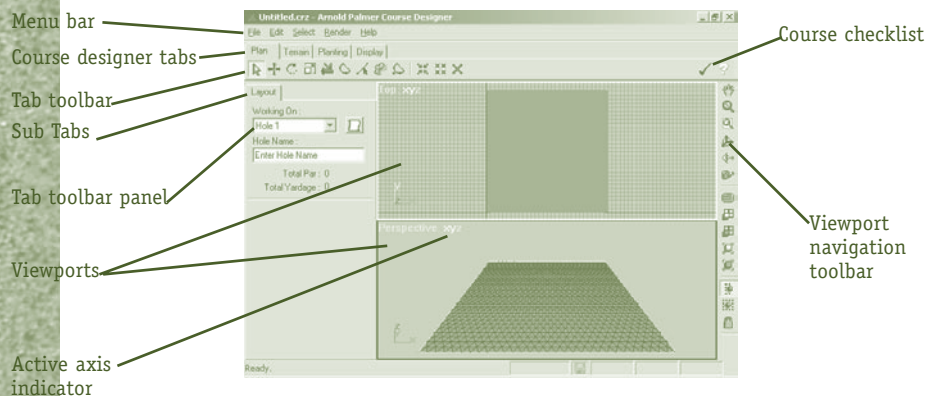 Menu bar
Course designer tabs
Tab toolbar
Sub Tabs
Tab toolbar panel
Viewports
Active axis
indicator
Untitled.crz - Arnold Palmer Course Designer
File Edit Select Render Help
Plan Terrain Planting Display
Layout
Working On :
Hole 1
Hole Name :
Enter Hole Name
Total Par : 0
Total Yardage : 0
Top xyz
y
z
Perspective xyz
z
Ready.
Course checklist
Viewport
navigation
toolbar